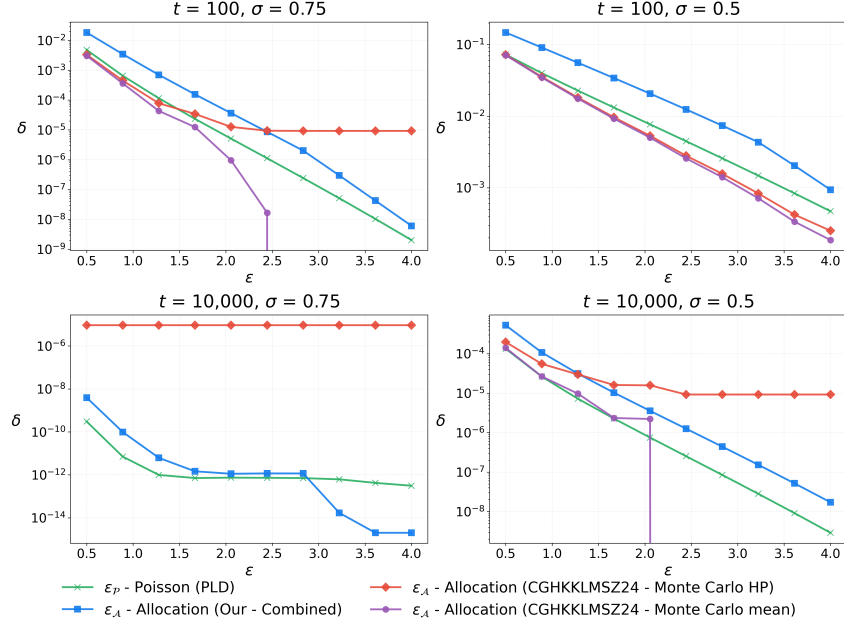 t = 100, σ = 0.75
t = 100, σ = 0.5
10⁻²
10⁻³
10⁻⁴
10⁻⁵
10⁻⁶
10⁻⁷
10⁻⁸
10⁻⁹
δ
0.5 1.0 1.5 2.0 2.5 3.0 3.5 4.0
ε
10⁻¹
10⁻²
10⁻³
δ
0.5 1.0 1.5 2.0 2.5 3.0 3.5 4.0
ε
t = 10,000, σ = 0.75
t = 10,000, σ = 0.5
10⁻⁶
10⁻⁸
10⁻¹⁰
10⁻¹²
10⁻¹⁴
δ
0.5 1.0 1.5 2.0 2.5 3.0 3.5 4.0
ε
10⁻⁴
10⁻⁵
10⁻⁶
10⁻⁷
10⁻⁸
δ
0.5 1.0 1.5 2.0 2.5 3.0 3.5 4.0
ε
ε𝒫 - Poisson (PLD)
ε𝒜 - Allocation (Our - Combined)
ε𝒜 - Allocation (CGHKKLMSZ24 - Monte Carlo HP)
ε𝒜 - Allocation (CGHKKLMSZ24 - Monte Carlo mean)